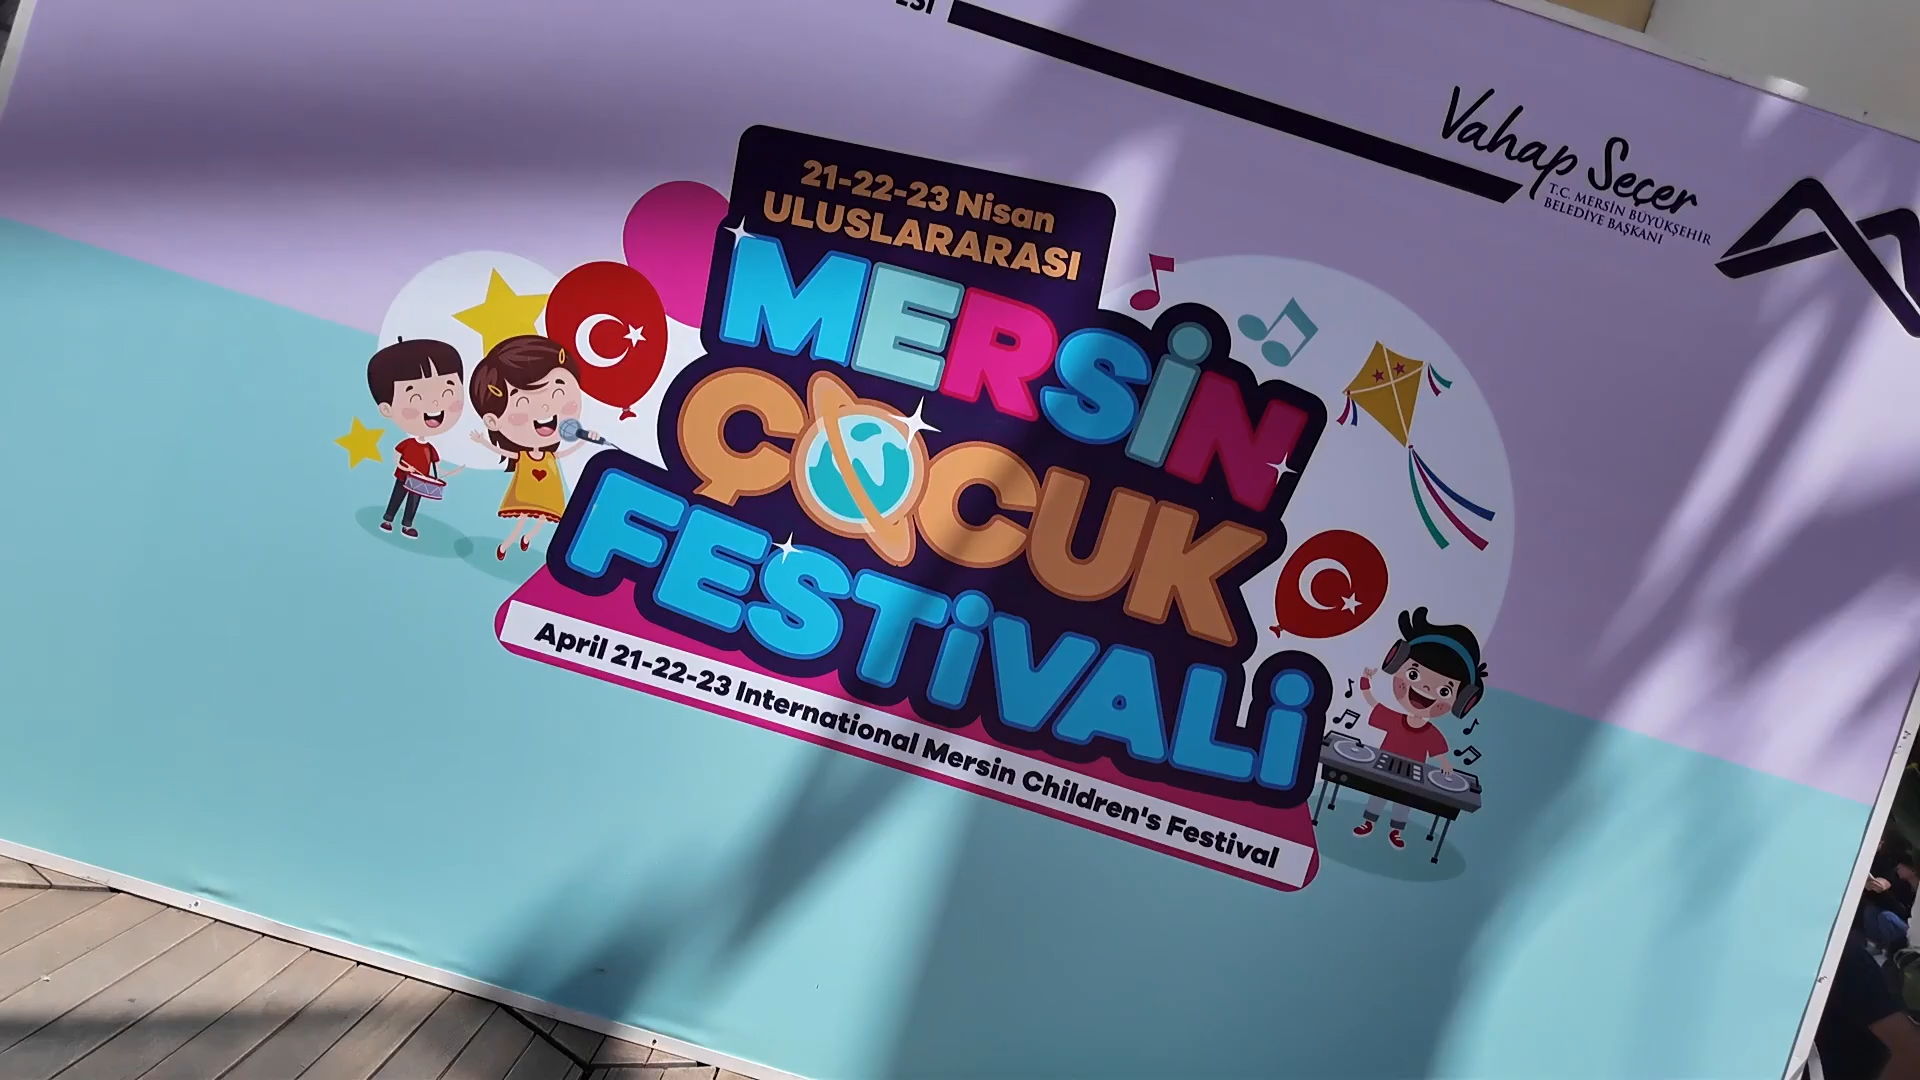 Vahap Seçer
T.C. MERSİN BÜYÜKŞEHİR
BELEDİYE BAŞKANI
21-22-23 Nisan
ULUSLARARASI
MERSİN
ÇOCUK
FESTİVALİ
April 21-22-23 International Mersin Children's Festival